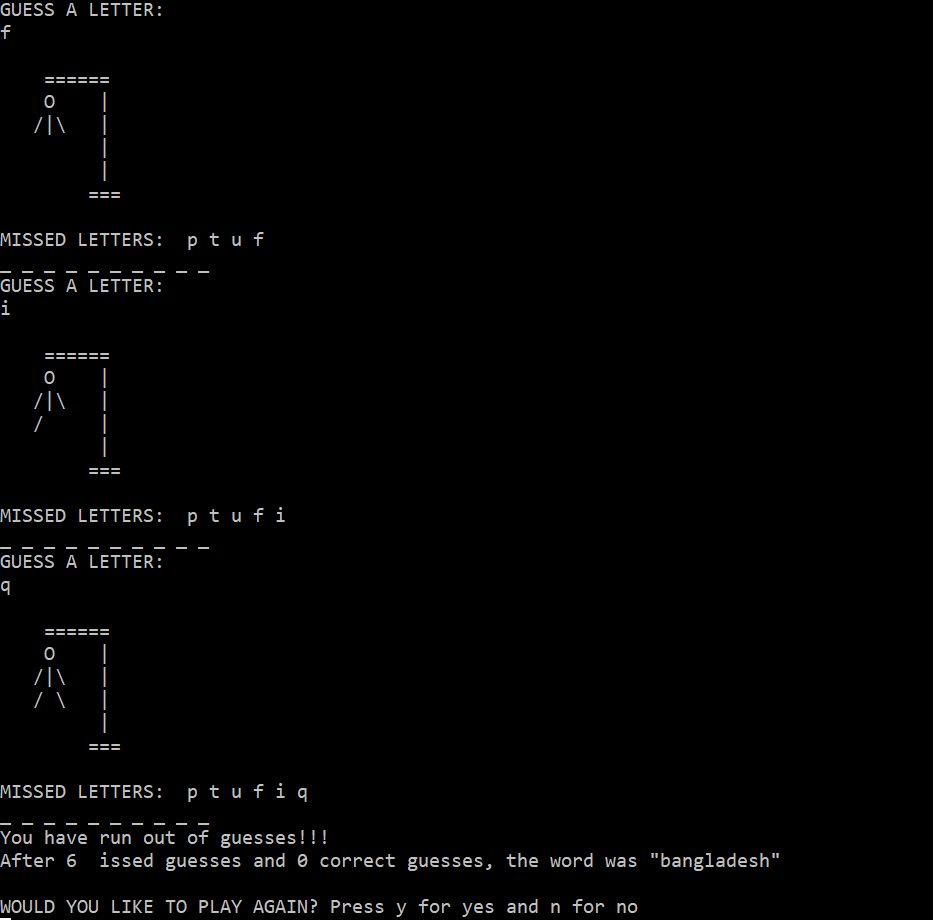 GUESS A LETTER:
f
======
O    |
/|\   |
|
|
===
MISSED LETTERS:  p t u f
_ _ _ _ _ _ _ _ _ _
GUESS A LETTER:
i
======
O    |
/|\   |
/     |
|
===
MISSED LETTERS:  p t u f i
_ _ _ _ _ _ _ _ _ _
GUESS A LETTER:
q
======
O    |
/|\   |
/ \   |
|
===
MISSED LETTERS:  p t u f i q
_ _ _ _ _ _ _ _ _ _
You have run out of guesses!!!
After 6  issed guesses and 0 correct guesses, the word was "bangladesh"
WOULD YOU LIKE TO PLAY AGAIN? Press y for yes and n for no